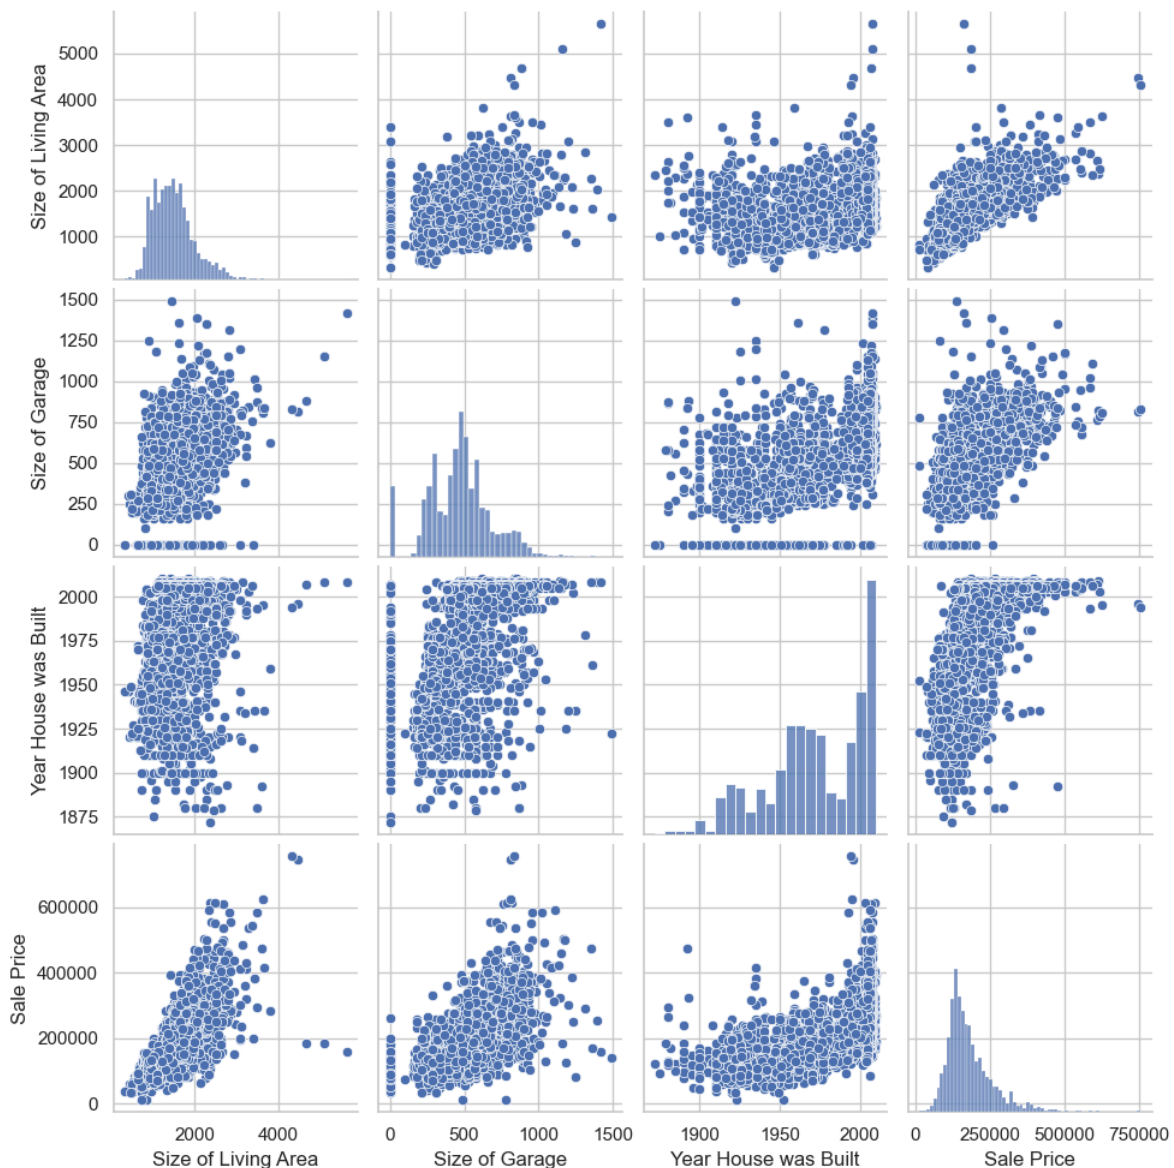 Size of Living Area
5000
4000
3000
2000
1000
Size of Garage
1500
1250
1000
750
500
250
0
Year House was Built
2000
1975
1950
1925
1900
1875
Sale Price
600000
400000
200000
0
2000 4000
0 500 1000 1500
1900 1950 2000
0 250000 500000 750000
Size of Living Area
Size of Garage
Year House was Built
Sale Price